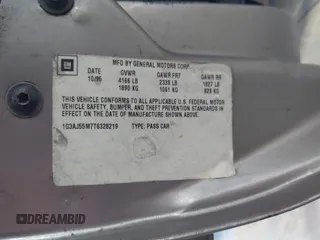 GM
MFD BY GENERAL MOTORS CORP
DATE GVWR GAWR FRT GAWR RR
10/95 4166 LB 2339 LB 1827 LB
1890 KG 1061 KG 829 KG
THIS VEHICLE CONFORMS TO ALL APPLICABLE U.S. FEDERAL MOTOR
VEHICLE SAFETY, BUMPER, AND THEFT PREVENTION STANDARDS IN
EFFECT ON THE DATE OF MANUFACTURE SHOWN ABOVE.
TYPE: PASS CAR
DREAMBID